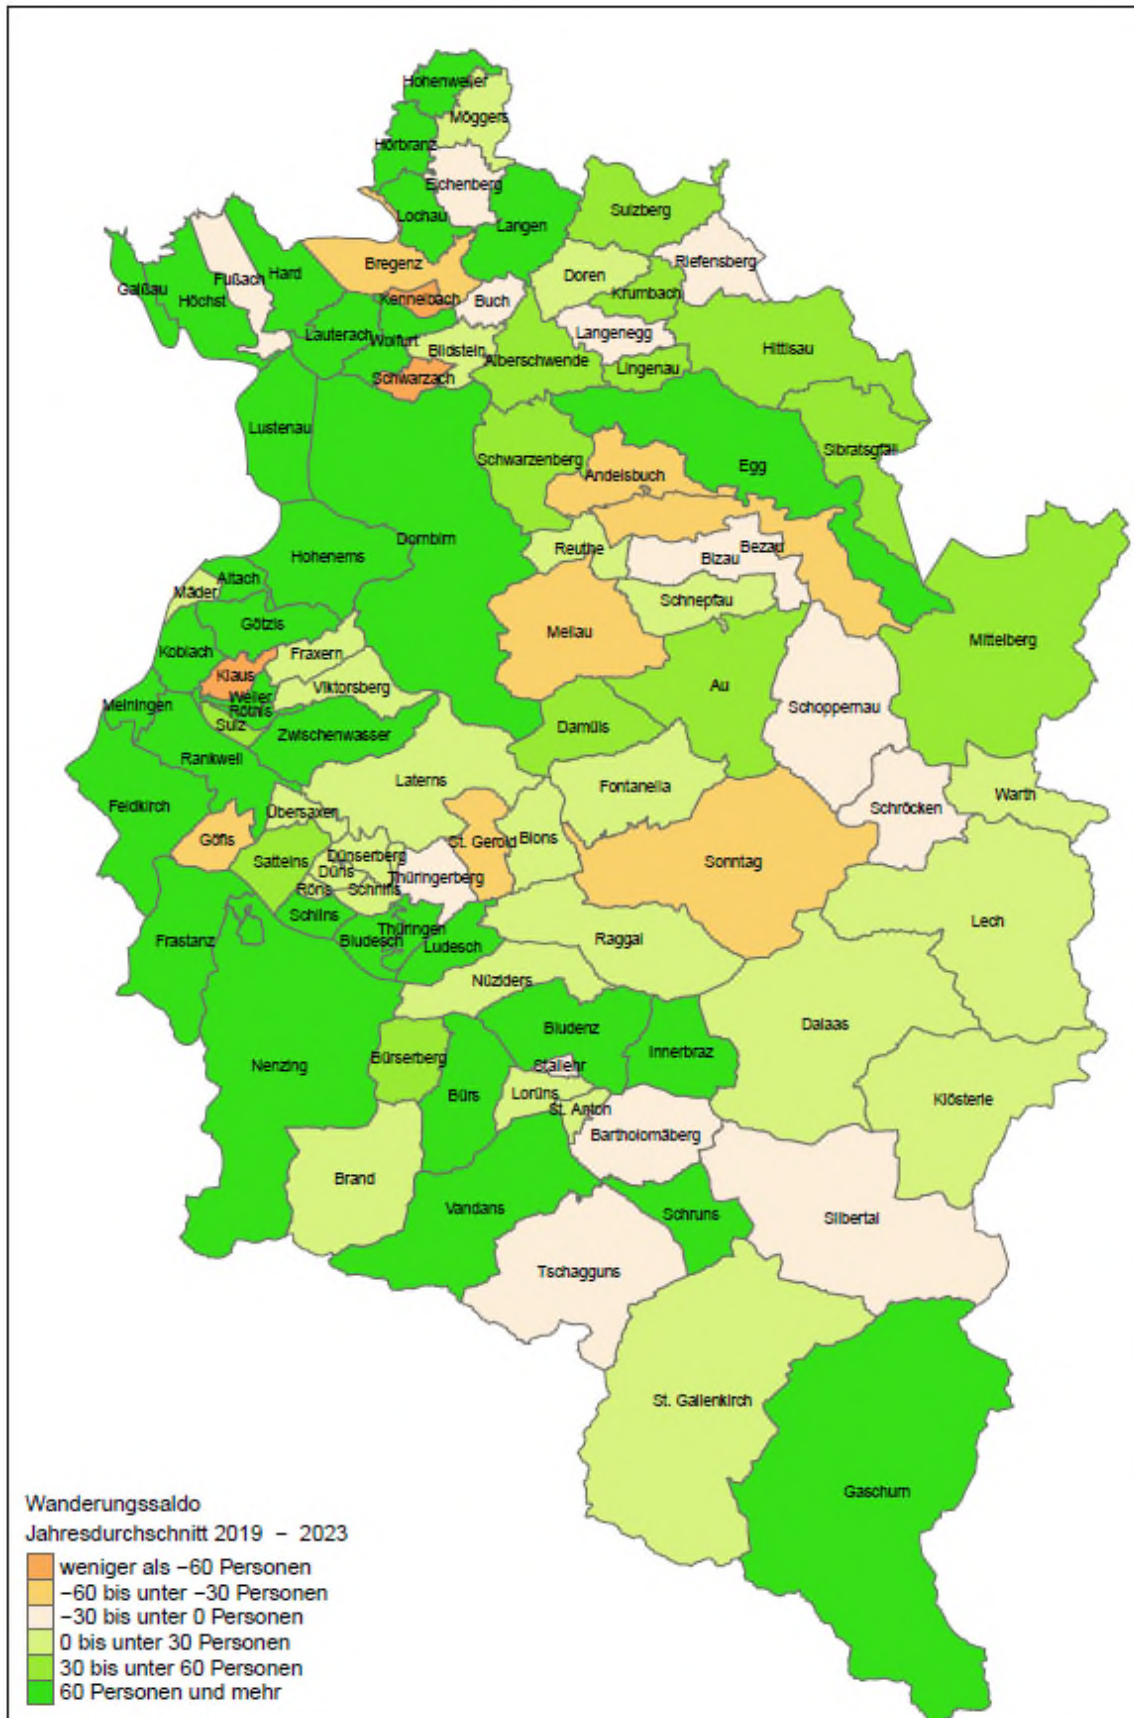 Hohenweiler
Möggers
Hörbranz
Eichenberg
Lochau
Langen
Sulzberg
Bregenz
Riefensberg
Gaißau
Höchst
Fußach
Hard
Doren
Kennelbach
Buch
Krumbach
Lauterach
Wolfurt
Bildstein
Langenegg
Hittisau
Alberschwende
Lingenau
Schwarzach
Lustenau
Sibratsgfäll
Schwarzenberg
Egg
Andelsbuch
Dornbirn
Hohenems
Reuthe
Bezau
Bizau
Altach
Mäder
Schnepfau
Götzis
Mellau
Mittelberg
Koblach
Fraxern
Klaus
Viktorsberg
Weiler
Au
Meiningen
Röthis
Schoppernau
Sulz
Damüls
Zwischenwasser
Rankweil
Laterns
Fontanella
Warth
Feldkirch
Übersaxen
Schröcken
Göfis
St. Gerold
Blons
Dünserberg
Sonntag
Satteins
Düns
Thüringerberg
Röns
Schnifis
Schlins
Thüringen
Lech
Frastanz
Bludesch
Ludesch
Raggal
Nüziders
Dalaas
Bludenz
Innerbraz
Nenzing
Bürserberg
Stallehr
Bürs
Lorüns
Klösterle
St. Anton
Bartholomäberg
Brand
Vandans
Schruns
Silbertal
Tschagguns
St. Gallenkirch
Gaschurn
Wanderungssaldo
Jahresdurchschnitt 2019 – 2023
weniger als −60 Personen
−60 bis unter −30 Personen
−30 bis unter 0 Personen
0 bis unter 30 Personen
30 bis unter 60 Personen
60 Personen und mehr